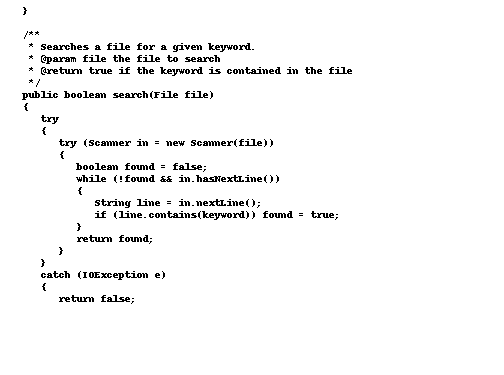 }
/**
* Searches a file for a given keyword.
* @param file the file to search
* @return true if the keyword is contained in the file
*/
public boolean search(File file)
{
try
{
try (Scanner in = new Scanner(file))
{
boolean found = false;
while (!found && in.hasNextLine())
{
String line = in.nextLine();
if (line.contains(keyword)) found = true;
}
return found;
}
}
catch (IOException e)
{
return false;